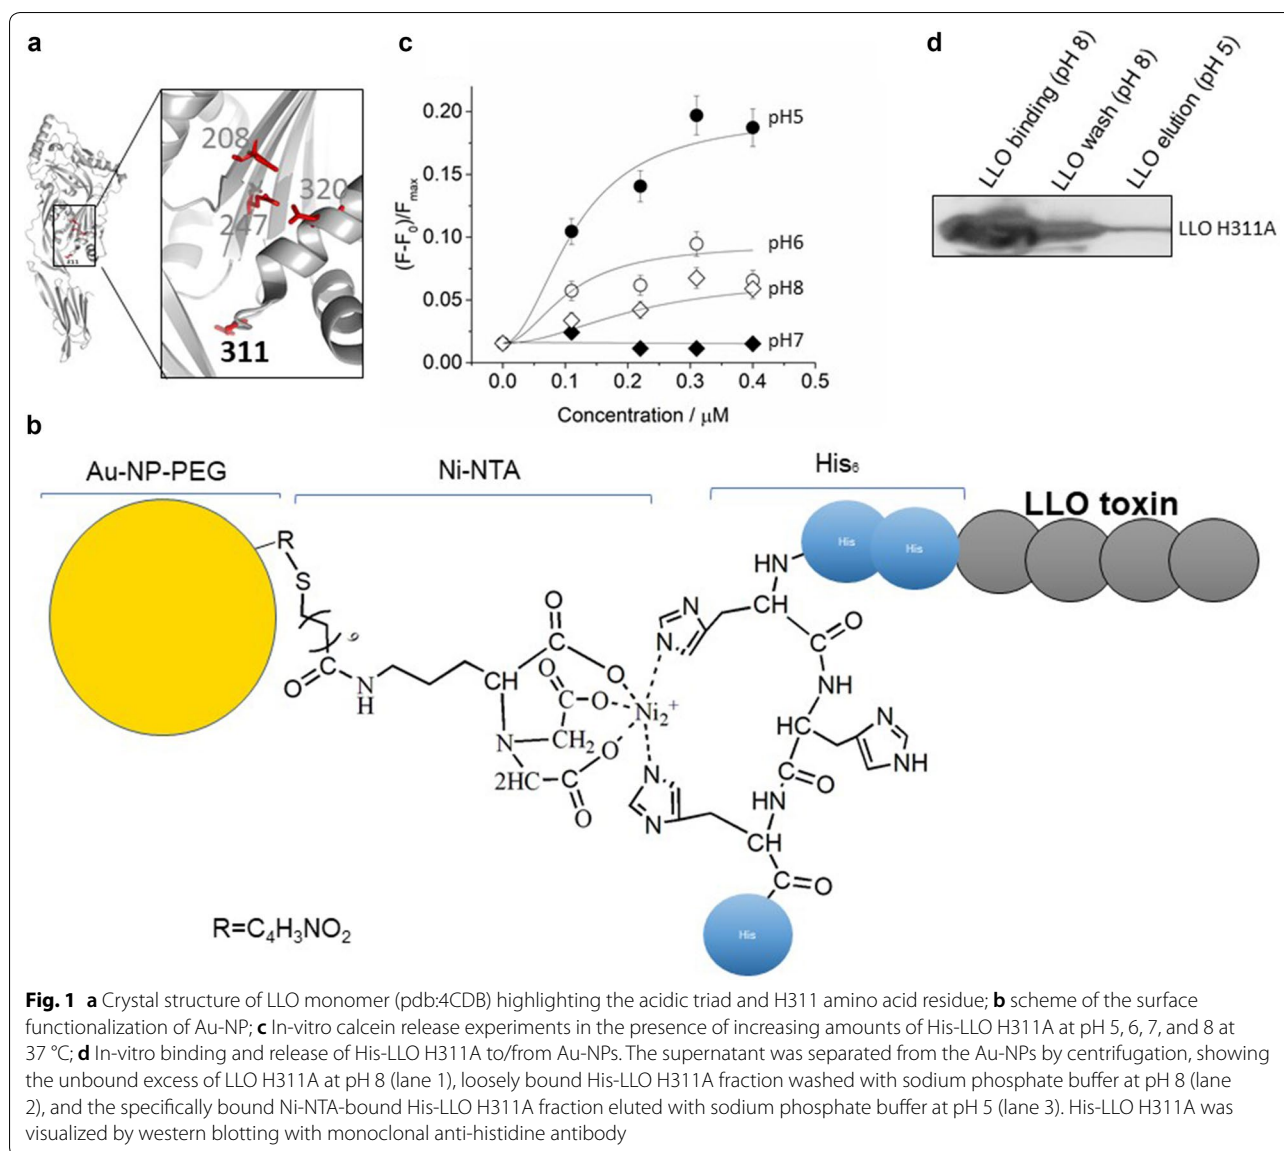 a
208
320
247
311
311
c
(F-F₀)/Fmax
0.20
0.15
0.10
0.05
0.00
0.0 0.1 0.2 0.3 0.4 0.5
Concentration / μM
pH5
pH6
pH8
pH7
d
LLO binding (pH 8)
LLO wash (pH 8)
LLO elution (pH 5)
LLO H311A
b
Au-NP-PEG
Ni-NTA
His₆
LLO toxin
His
His
R
S
9
O
C
N
H
CH
O
C
O
O
C
O
N
CH₂
2HC
C
O
O
Ni₂⁺
N
N
HN
CH
C
O
NH
HC
N
NH
C
O
HN
N
N
CH
C
O
His
R=C₄H₃NO₂
Fig. 1 a Crystal structure of LLO monomer (pdb:4CDB) highlighting the acidic triad and H311 amino acid residue; b scheme of the surface
functionalization of Au-NP; c In-vitro calcein release experiments in the presence of increasing amounts of His-LLO H311A at pH 5, 6, 7, and 8 at
37 °C; d In-vitro binding and release of His-LLO H311A to/from Au-NPs. The supernatant was separated from the Au-NPs by centrifugation, showing
the unbound excess of LLO H311A at pH 8 (lane 1), loosely bound His-LLO H311A fraction washed with sodium phosphate buffer at pH 8 (lane
2), and the specifically bound Ni-NTA-bound His-LLO H311A fraction eluted with sodium phosphate buffer at pH 5 (lane 3). His-LLO H311A was
visualized by western blotting with monoclonal anti-histidine antibody